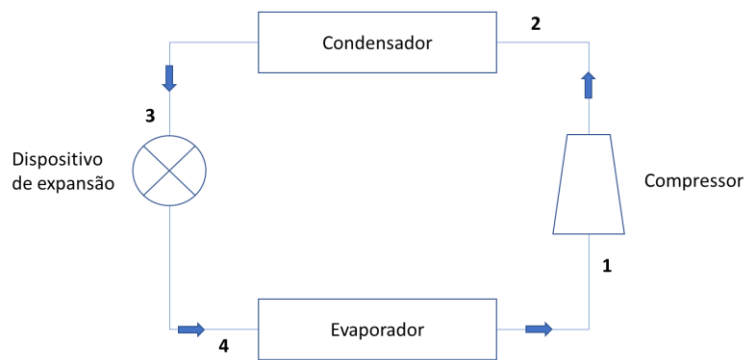 Condensador
2
3
Dispositivo
de expansão
Compressor
1
Evaporador
4